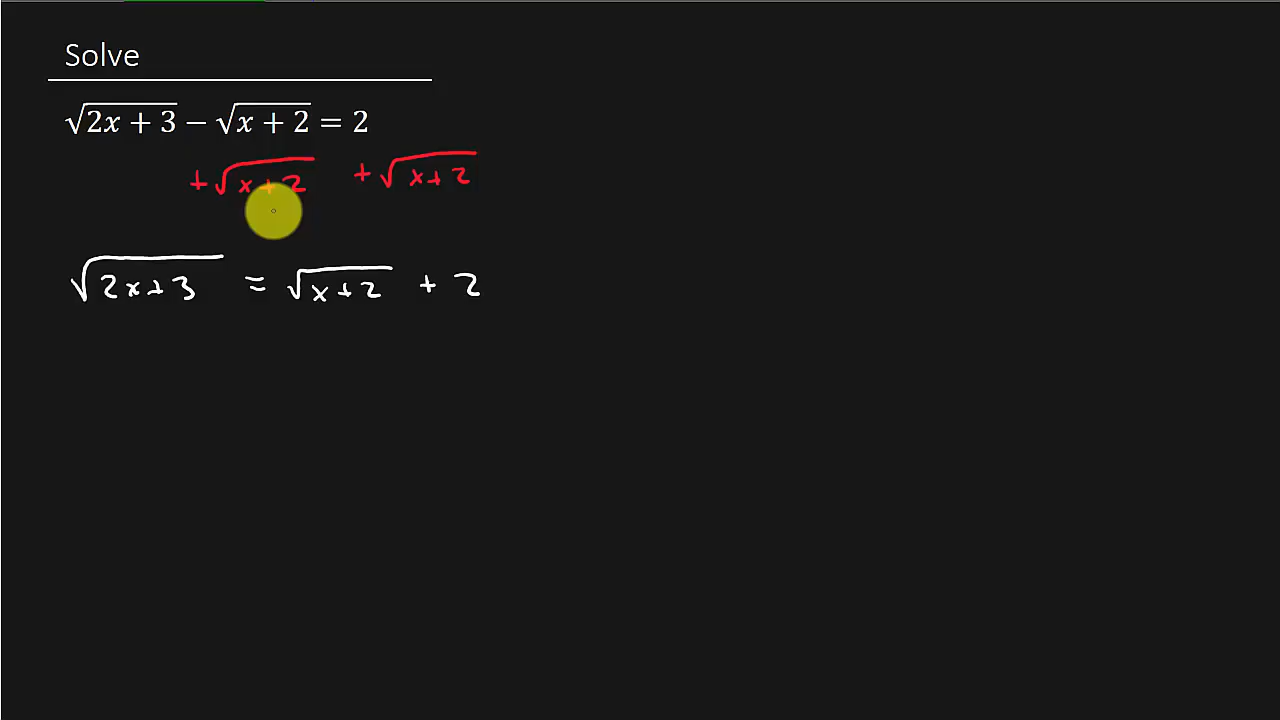 Solve
√2x + 3 − √x + 2 = 2
+ √x + 2 + √x + 2
√2x + 3 = √x + 2 + 2